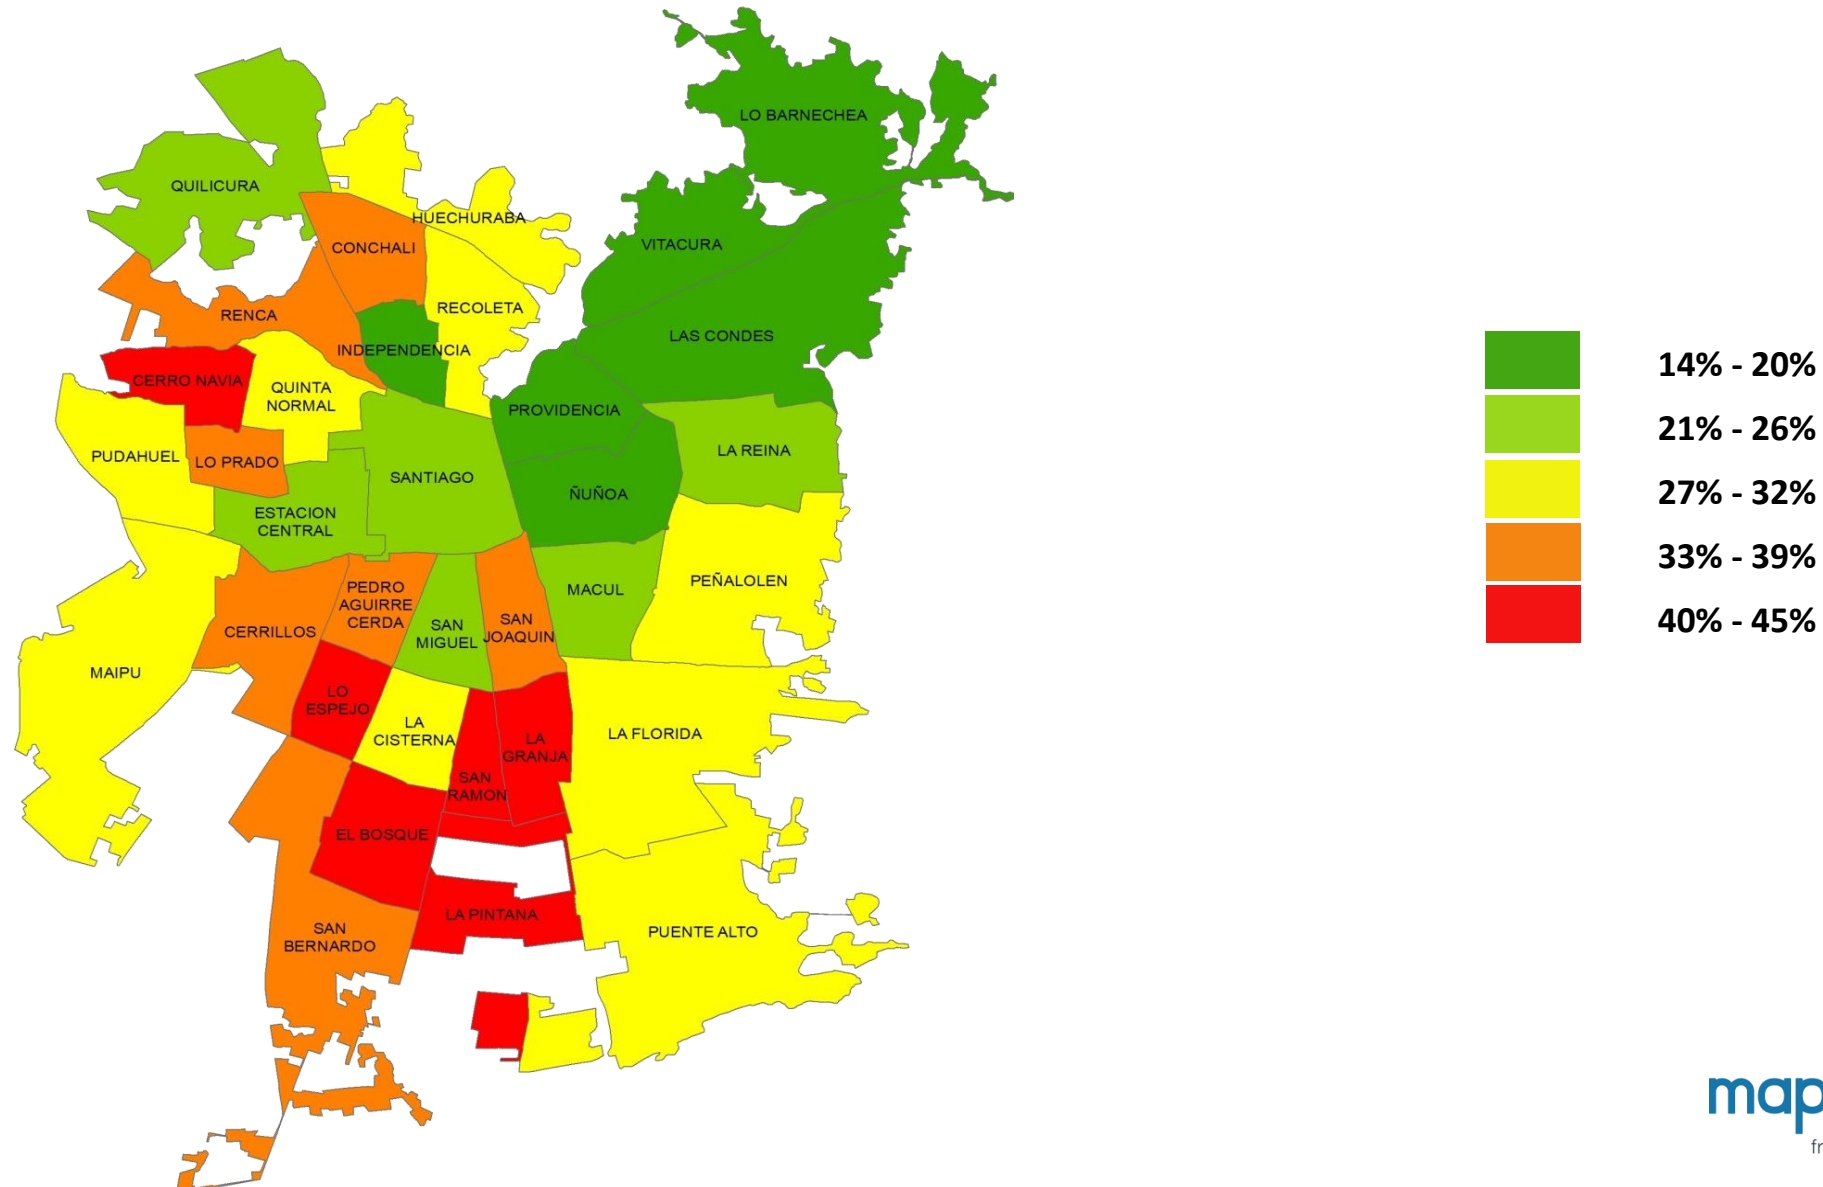 LO BARNECHEA
QUILICURA
HUECHURABA
VITACURA
CONCHALI
RECOLETA
RENCA
LAS CONDES
INDEPENDENCIA
CERRO NAVIA
QUINTA
NORMAL
PROVIDENCIA
PUDAHUEL
LO PRADO
LA REINA
SANTIAGO
ÑUÑOA
ESTACION
CENTRAL
PEÑALOLEN
MACUL
PEDRO
AGUIRRE
CERDA
CERRILLOS
SAN
MIGUEL
SAN
JOAQUIN
MAIPU
LO
ESPEJO
LA
CISTERNA
LA
GRANJA
LA FLORIDA
SAN
RAMON
EL BOSQUE
LA PINTANA
SAN
BERNARDO
PUENTE ALTO
14% - 20%
21% - 26%
27% - 32%
33% - 39%
40% - 45%
map
fr